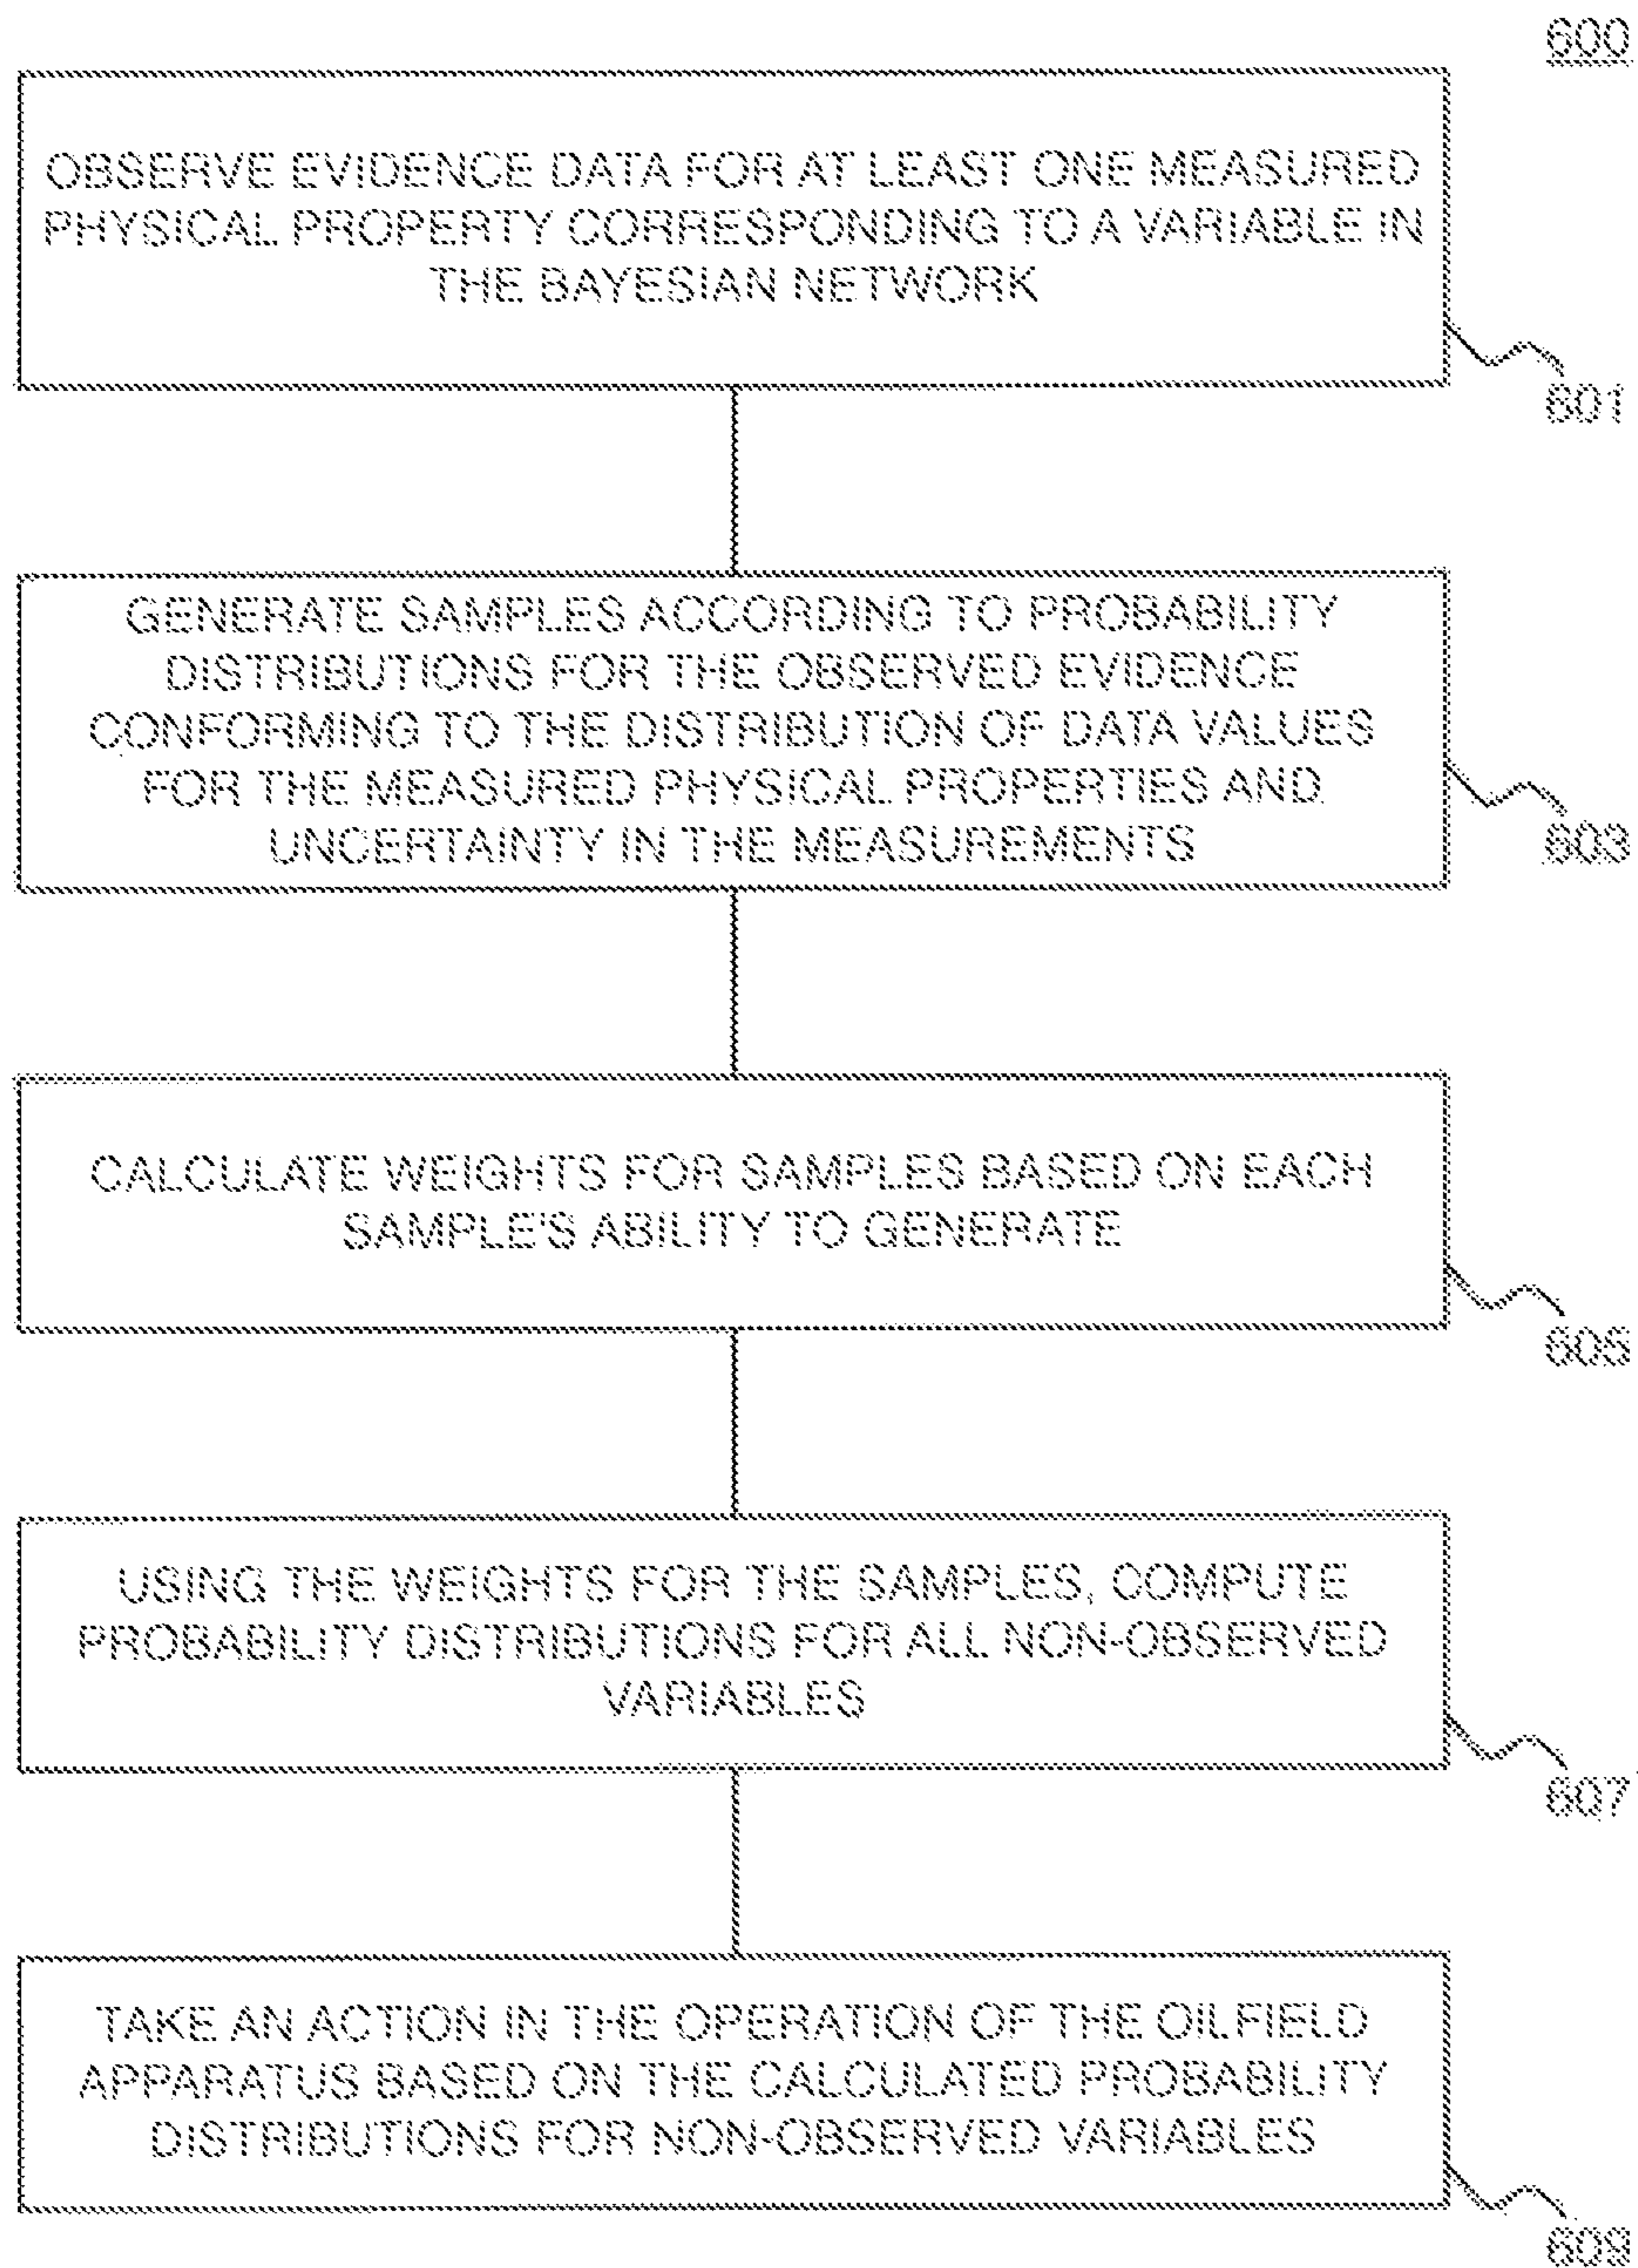 600
OBSERVE EVIDENCE DATA FOR AT LEAST ONE MEASURED
PHYSICAL PROPERTY CORRESPONDING TO A VARIABLE IN
THE BAYESIAN NETWORK
601
GENERATE SAMPLES ACCORDING TO PROBABILITY
DISTRIBUTIONS FOR THE OBSERVED EVIDENCE
CONFORMING TO THE DISTRIBUTION OF DATA VALUES
FOR THE MEASURED PHYSICAL PROPERTIES AND
UNCERTAINTY IN THE MEASUREMENTS
603
CALCULATE WEIGHTS FOR SAMPLES BASED ON EACH
SAMPLE'S ABILITY TO GENERATE
605
USING THE WEIGHTS FOR THE SAMPLES, COMPUTE
PROBABILITY DISTRIBUTIONS FOR ALL NON-OBSERVED
VARIABLES
607
TAKE AN ACTION IN THE OPERATION OF THE OILFIELD
APPARATUS BASED ON THE CALCULATED PROBABILITY
DISTRIBUTIONS FOR NON-OBSERVED VARIABLES
609